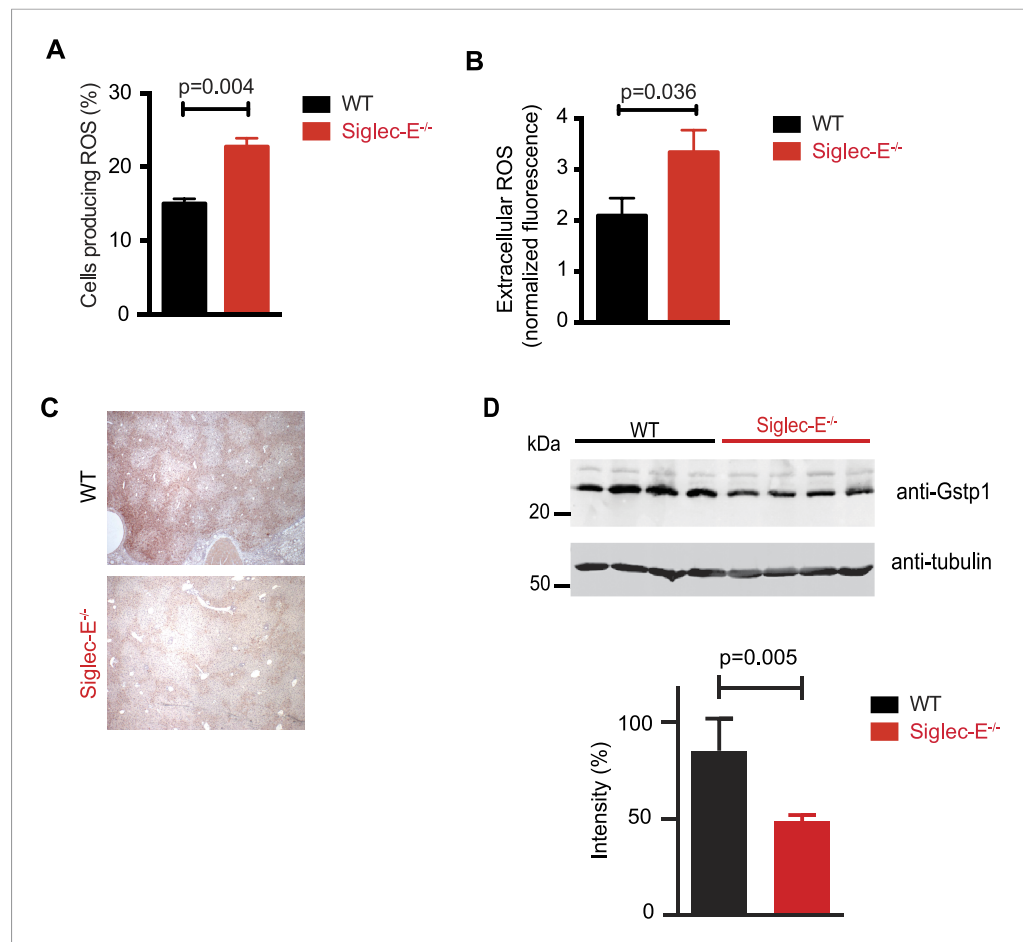 A
p=0.004
30
20
10
0
Cells producing ROS (%)
WT
Siglec-E-/-
B
p=0.036
4
3
2
1
0
Extracellular ROS
(normalized fluorescence)
WT
Siglec-E-/-
C
WT
Siglec-E-/-
D
kDa
WT
Siglec-E-/-
20
anti-Gstp1
50
anti-tubulin
p=0.005
100
50
0
Intensity (%)
WT
Siglec-E-/-